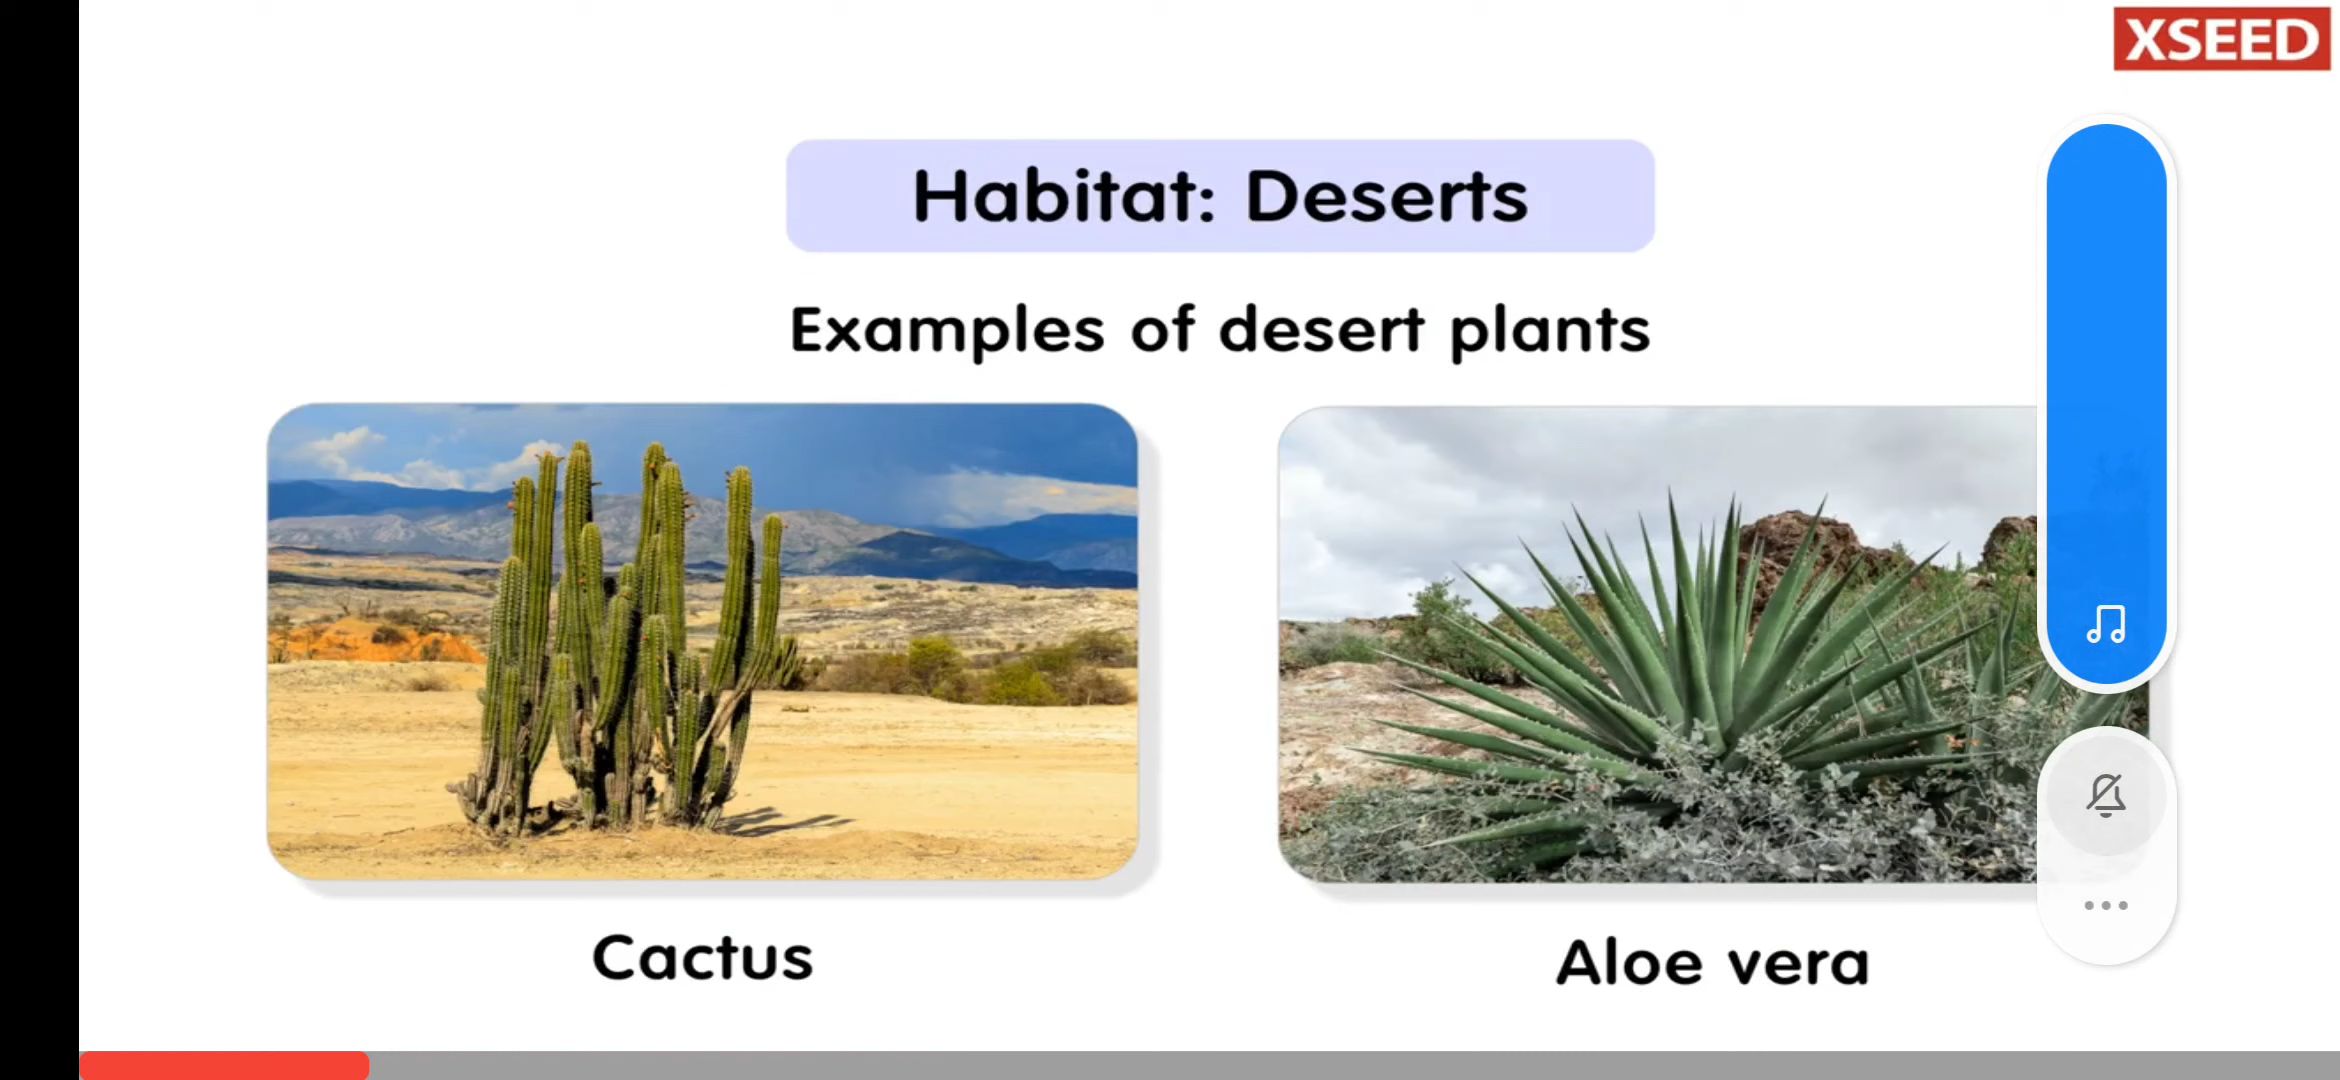 XSEED
Habitat: Deserts
Examples of desert plants
Cactus
Aloe vera